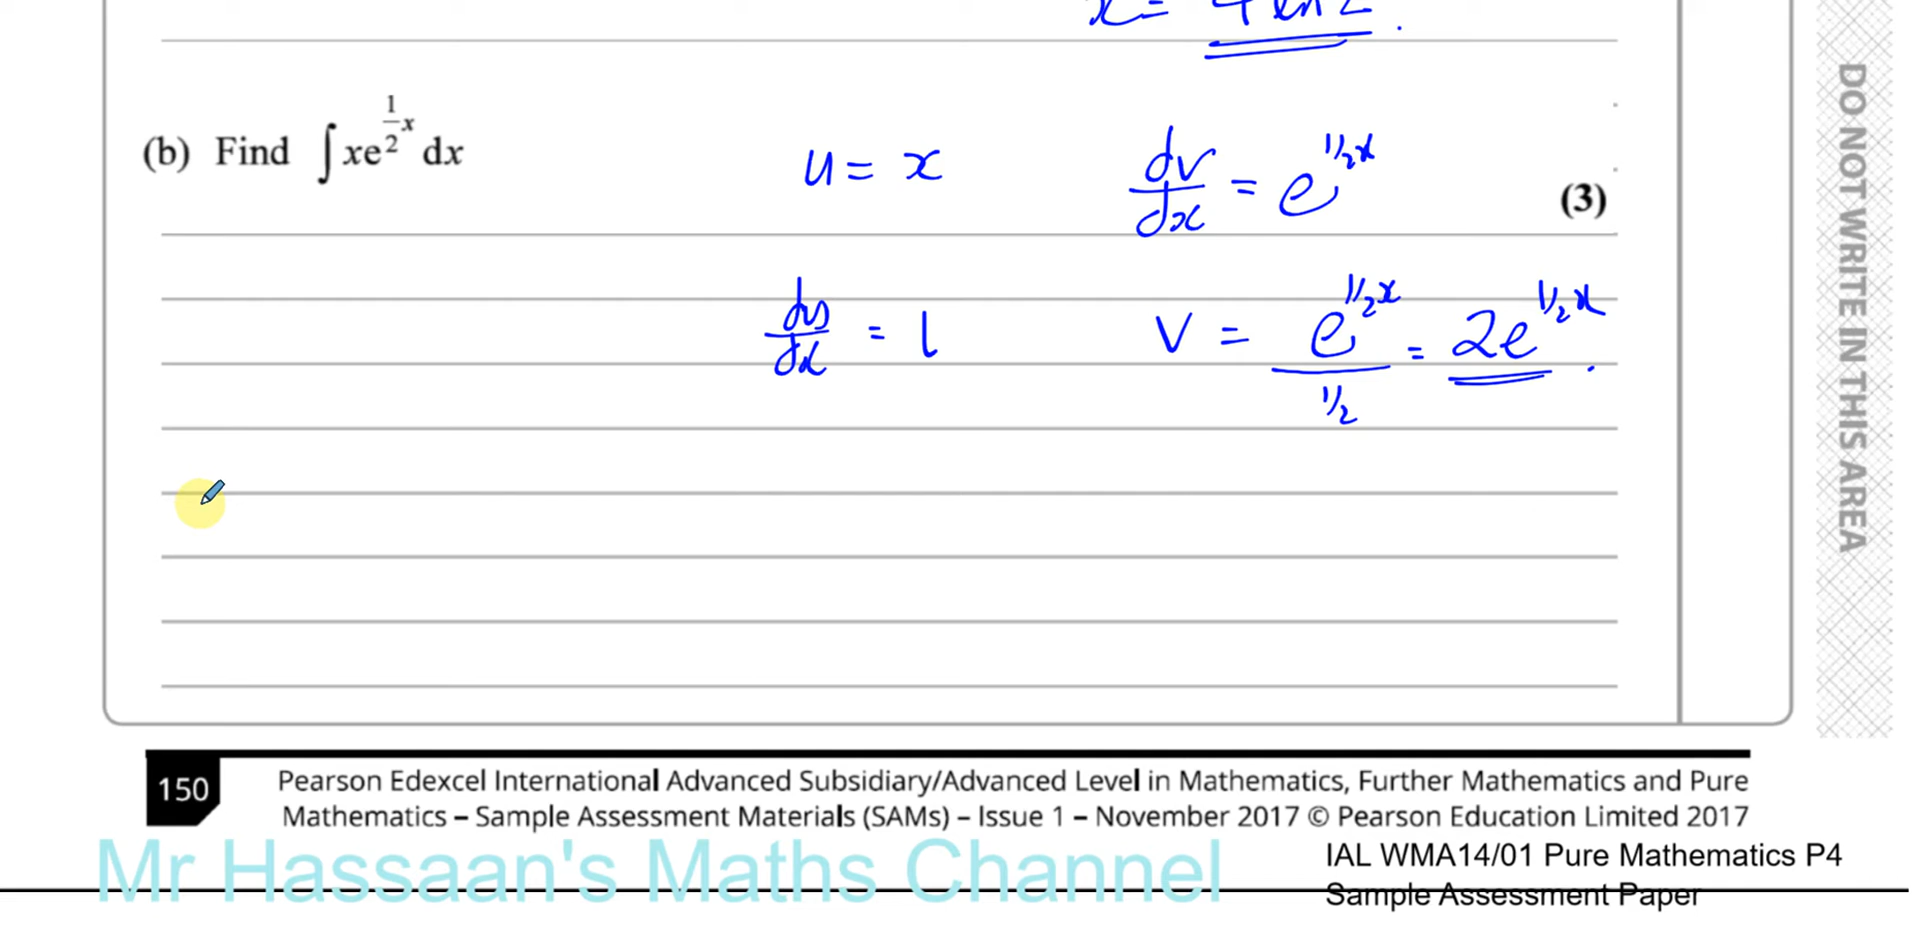 x = 4 ln 2.
(b) Find ∫xe^{1/2 x} dx
u = x
dv/dx = e^{1/2 x}
(3)
du/dx = 1
v = e^{1/2 x} / 1/2 = 2e^{1/2 x}.
DO NOT WRITE IN THIS AREA
150
Pearson Edexcel International Advanced Subsidiary/Advanced Level in Mathematics, Further Mathematics and Pure
Mathematics – Sample Assessment Materials (SAMs) – Issue 1 – November 2017 © Pearson Education Limited 2017
Mr Hassaan's Maths Channel
IAL WMA14/01 Pure Mathematics P4
Sample Assessment Paper